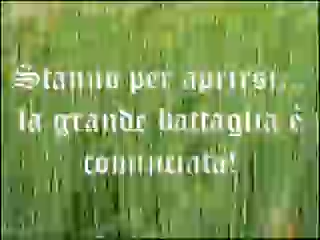 Stanno per aprirsi...
la grande battaglia è
cominciata!